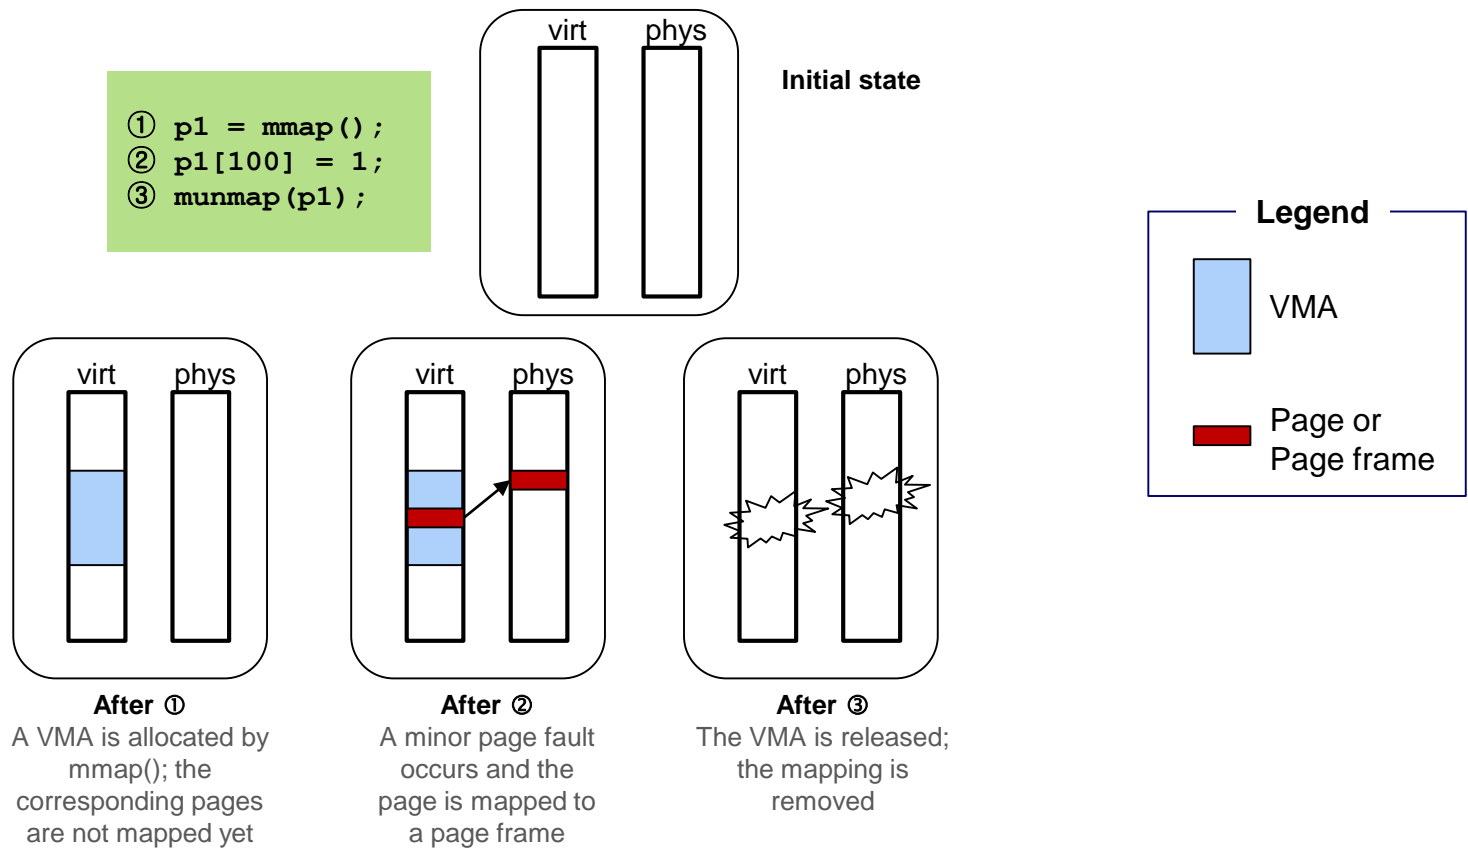 virt phys
Initial state
① p1 = mmap();
② p1[100] = 1;
③ munmap(p1);
Legend
VMA
Page or
Page frame
virt phys
virt phys
virt phys
After ①
A VMA is allocated by
mmap(); the
corresponding pages
are not mapped yet
After ②
A minor page fault
occurs and the
page is mapped to
a page frame
After ③
The VMA is released;
the mapping is
removed